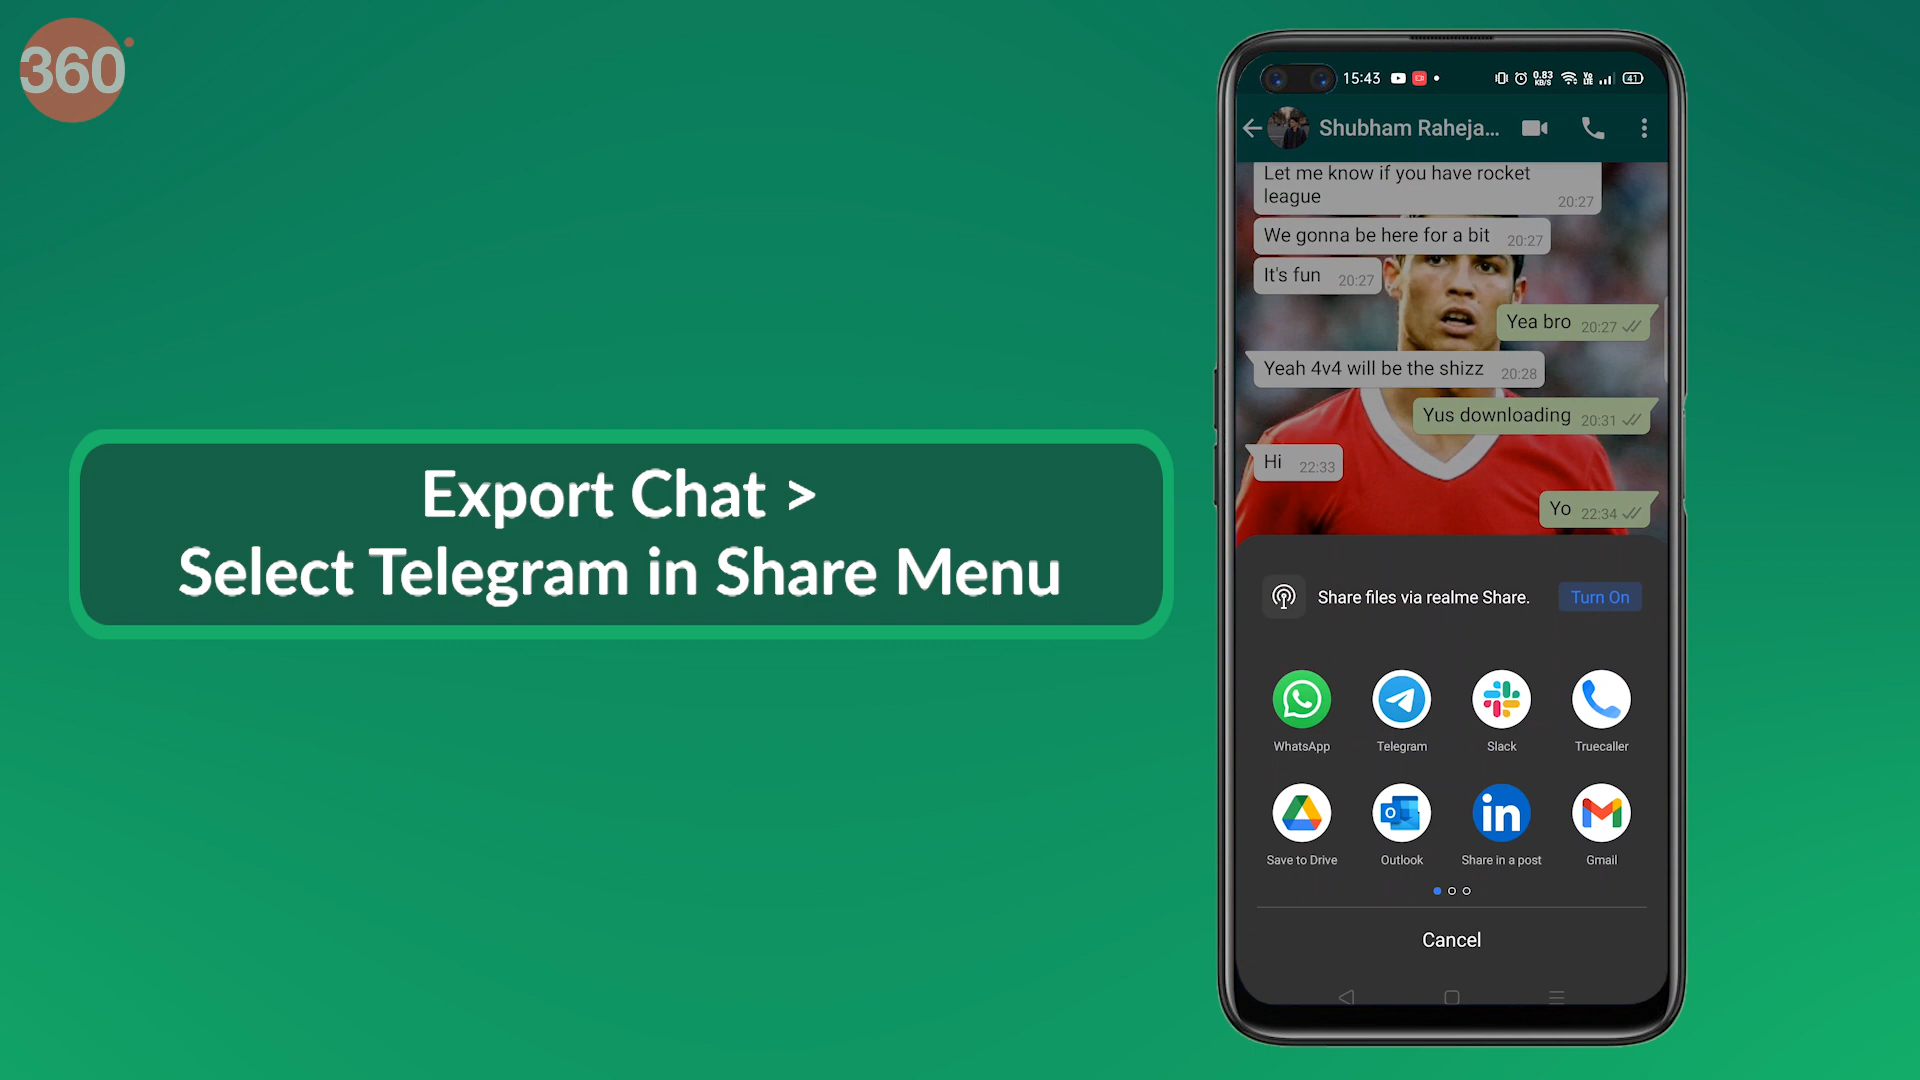 360°
Export Chat >
Select Telegram in Share Menu
15:43
0.83
KB/S
41
Shubham Raheja...
Let me know if you have rocket
league
20:27
We gonna be here for a bit 20:27
It's fun 20:27
Yea bro 20:27
Yeah 4v4 will be the shizz 20:28
Yus downloading 20:31
Hi 22:33
Yo 22:34
Share files via realme Share. Turn On
WhatsApp Telegram Slack Truecaller
Save to Drive Outlook Share in a post Gmail
Cancel